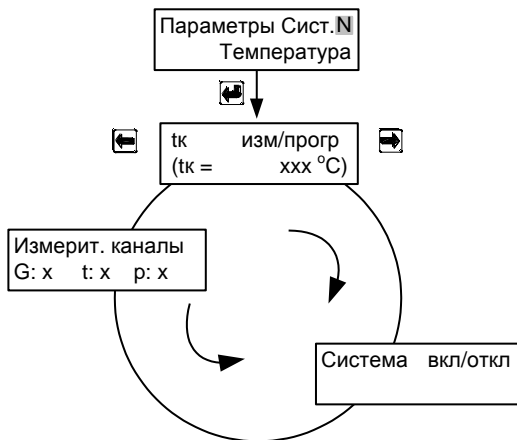 Параметры Сист.N
Температура
tк изм/прогр
(tк = xxx °C)
Измерит. каналы
G: x t: x p: x
Система вкл/откл